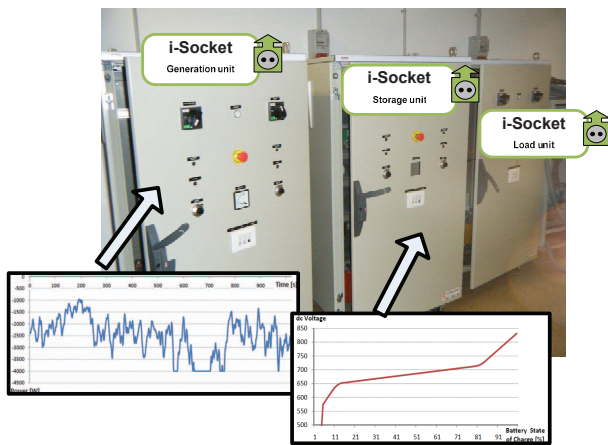 i-Socket
Generation unit
i-Socket
Storage unit
i-Socket
Load unit
0
-500
-1000
-1500
-2000
-2500
-3000
-3500
-4000
-4500
0 100 200 300 400 500 600 700 800 900
Time [s]
Power [W]
dc Voltage
850
800
750
700
650
600
550
500
1 11 21 31 41 51 61 71 81 91
Battery State
of Charge [%]